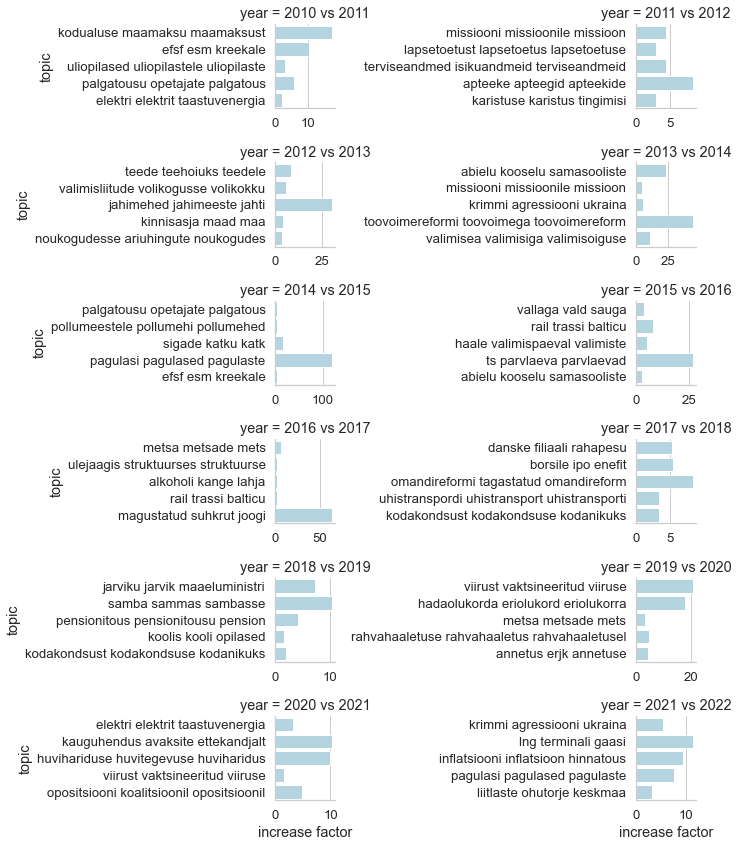 year = 2010 vs 2011
topic
kodualuse maamaksu maamaksust
efsf esm kreekale
uliopilased uliopilastele uliopilaste
palgatousu opetajate palgatous
elektri elektrit taastuvenergia
0 10
year = 2011 vs 2012
missiooni missioonile missioon
lapsetoetust lapsetoetus lapsetoetuse
terviseandmed isikuandmeid terviseandmeid
apteeke apteegid apteekide
karistuse karistus tingimisi
0 5
year = 2012 vs 2013
topic
teede teehoiuks teedele
valimisliitude volikogusse volikokku
jahimehed jahimeeste jahti
kinnisasja maad maa
noukogudesse ariuhingute noukogudes
0 25
year = 2013 vs 2014
abielu kooselu samasooliste
missiooni missioonile missioon
krimmi agressiooni ukraina
toovoimereformi toovoimega toovoimereform
valimisea valimisiga valimisoiguse
0 25
year = 2014 vs 2015
topic
palgatousu opetajate palgatous
pollumeestele pollumehi pollumehed
sigade katku katk
pagulasi pagulased pagulaste
efsf esm kreekale
0 100
year = 2015 vs 2016
vallaga vald sauga
rail trassi balticu
haale valimispaeval valimiste
ts parvlaeva parvlaevad
abielu kooselu samasooliste
0 25
year = 2016 vs 2017
topic
metsa metsade mets
ulejaagis struktuurses struktuurse
alkoholi kange lahja
rail trassi balticu
magustatud suhkrut joogi
0 50
year = 2017 vs 2018
danske filiaali rahapesu
borsile ipo enefit
omandireformi tagastatud omandireform
uhistranspordi uhistransport uhistransporti
kodakondsust kodakondsuse kodanikuks
0 5
year = 2018 vs 2019
topic
jarviku jarvik maaeluministri
samba sammas sambasse
pensionitous pensionitousu pension
koolis kooli opilased
kodakondsust kodakondsuse kodanikuks
0 10
year = 2019 vs 2020
viirust vaktsineeritud viiruse
hadaolukorda eriolukord eriolukorra
metsa metsade mets
rahvahaaletuse rahvahaaletus rahvahaaletusel
annetus erjk annetuse
0 20
year = 2020 vs 2021
topic
elektri elektrit taastuvenergia
kauguhendus avaksite ettekandjalt
huvihariduse huvitegevuse huviharidus
viirust vaktsineeritud viiruse
opositsiooni koalitsioonil opositsioonil
0 10
increase factor
year = 2021 vs 2022
krimmi agressiooni ukraina
lng terminali gaasi
inflatsiooni inflatsioon hinnatous
pagulasi pagulased pagulaste
liitlaste ohutorje keskmaa
0 10
increase factor